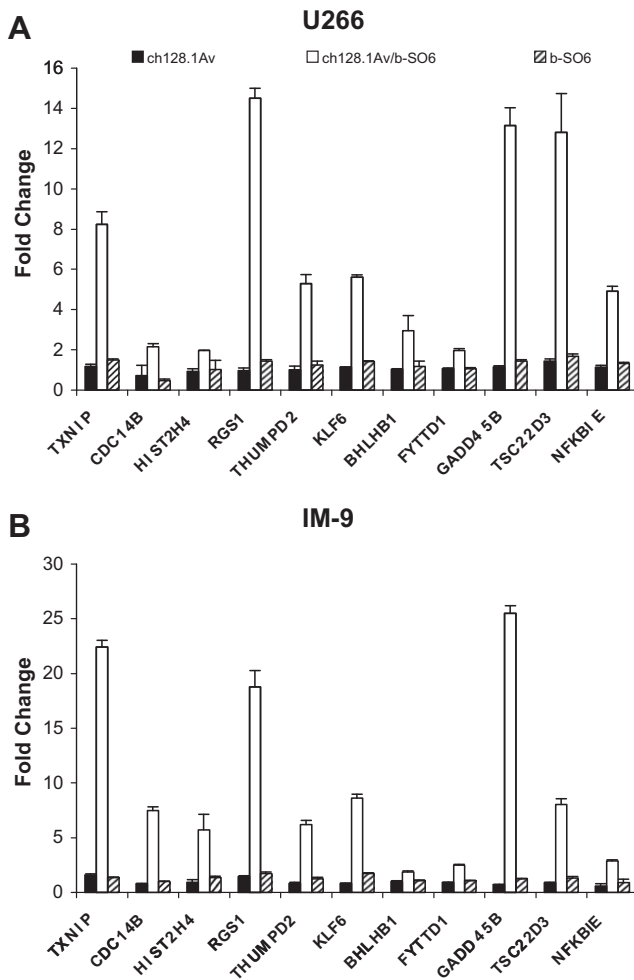 A
U266
ch128.1Av ch128.1Av/b-SO6 b-SO6
Fold Change
16
14
12
10
8
6
4
2
0
TXNIP CDC14B HIST2H4 RGS1 THUMPD2 KLF6 BHLHB1 FYTTD1 GADD45B TSC22D3 NFKBIE
B
IM-9
Fold Change
30
25
20
15
10
5
0
TXNIP CDC14B HIST2H4 RGS1 THUMPD2 KLF6 BHLHB1 FYTTD1 GADD45B TSC22D3 NFKBIE